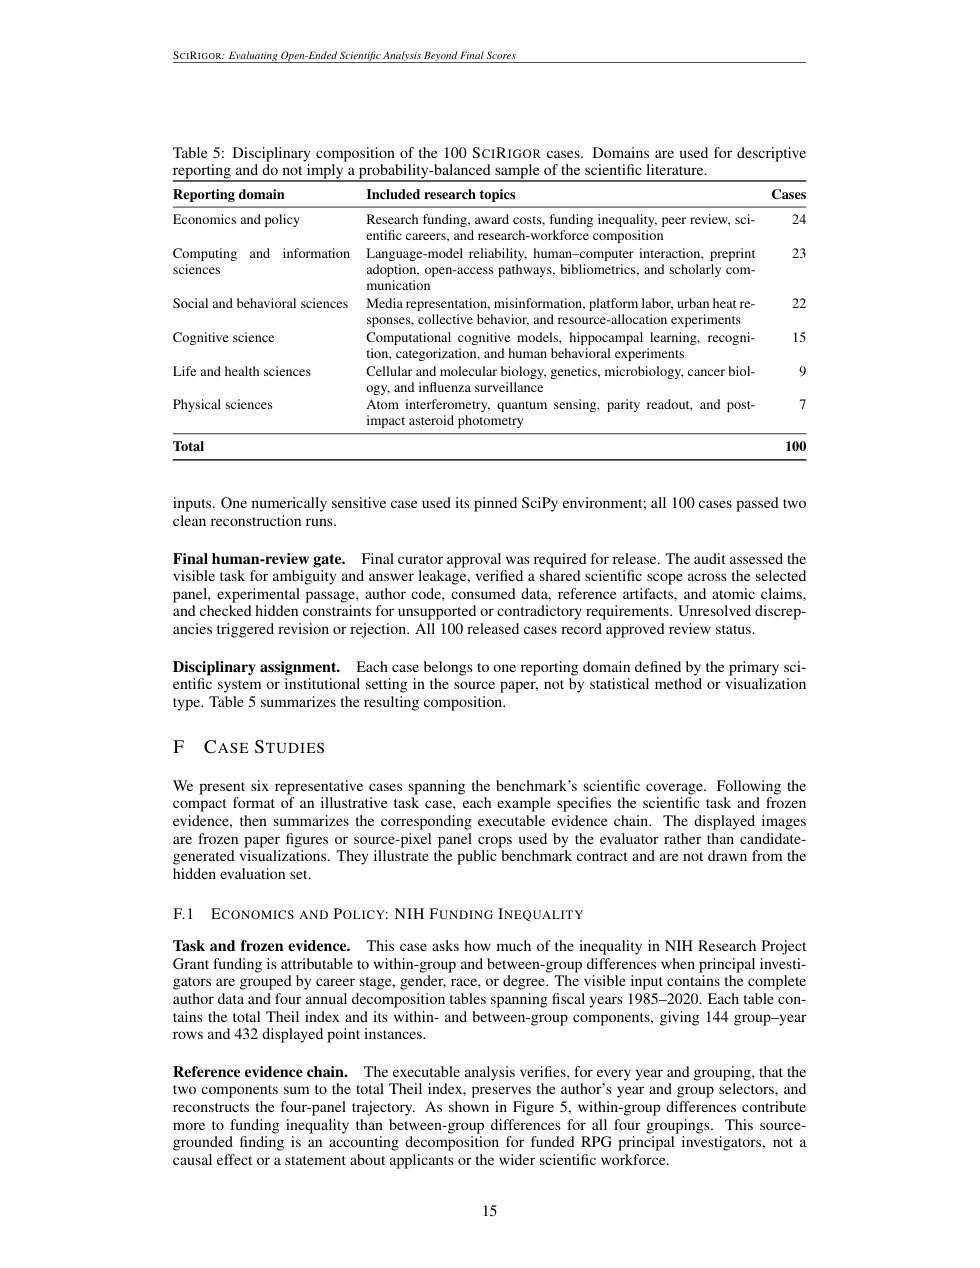 SCIRIGOR: Evaluating Open-Ended Scientific Analysis Beyond Final Scores
Table 5: Disciplinary composition of the 100 SCIRIGOR cases. Domains are used for descriptive
reporting and do not imply a probability-balanced sample of the scientific literature.
Reporting domain Included research topics Cases
Economics and policy Research funding, award costs, funding inequality, peer review, sci- 24
entific careers, and research-workforce composition
Computing and information Language-model reliability, human–computer interaction, preprint 23
sciences adoption, open-access pathways, bibliometrics, and scholarly com-
munication
Social and behavioral sciences Media representation, misinformation, platform labor, urban heat re- 22
sponses, collective behavior, and resource-allocation experiments
Cognitive science Computational cognitive models, hippocampal learning, recogni- 15
tion, categorization, and human behavioral experiments
Life and health sciences Cellular and molecular biology, genetics, microbiology, cancer biol- 9
ogy, and influenza surveillance
Physical sciences Atom interferometry, quantum sensing, parity readout, and post- 7
impact asteroid photometry
Total 100
inputs. One numerically sensitive case used its pinned SciPy environment; all 100 cases passed two
clean reconstruction runs.
Final human-review gate. Final curator approval was required for release. The audit assessed the
visible task for ambiguity and answer leakage, verified a shared scientific scope across the selected
panel, experimental passage, author code, consumed data, reference artifacts, and atomic claims,
and checked hidden constraints for unsupported or contradictory requirements. Unresolved discrep-
ancies triggered revision or rejection. All 100 released cases record approved review status.
Disciplinary assignment. Each case belongs to one reporting domain defined by the primary sci-
entific system or institutional setting in the source paper, not by statistical method or visualization
type. Table 5 summarizes the resulting composition.
F CASE STUDIES
We present six representative cases spanning the benchmark's scientific coverage. Following the
compact format of an illustrative task case, each example specifies the scientific task and frozen
evidence, then summarizes the corresponding executable evidence chain. The displayed images
are frozen paper figures or source-pixel panel crops used by the evaluator rather than candidate-
generated visualizations. They illustrate the public benchmark contract and are not drawn from the
hidden evaluation set.
F.1 ECONOMICS AND POLICY: NIH FUNDING INEQUALITY
Task and frozen evidence. This case asks how much of the inequality in NIH Research Project
Grant funding is attributable to within-group and between-group differences when principal investi-
gators are grouped by career stage, gender, race, or degree. The visible input contains the complete
author data and four annual decomposition tables spanning fiscal years 1985–2020. Each table con-
tains the total Theil index and its within- and between-group components, giving 144 group–year
rows and 432 displayed point instances.
Reference evidence chain. The executable analysis verifies, for every year and grouping, that the
two components sum to the total Theil index, preserves the author's year and group selectors, and
reconstructs the four-panel trajectory. As shown in Figure 5, within-group differences contribute
more to funding inequality than between-group differences for all four groupings. This source-
grounded finding is an accounting decomposition for funded RPG principal investigators, not a
causal effect or a statement about applicants or the wider scientific workforce.
15